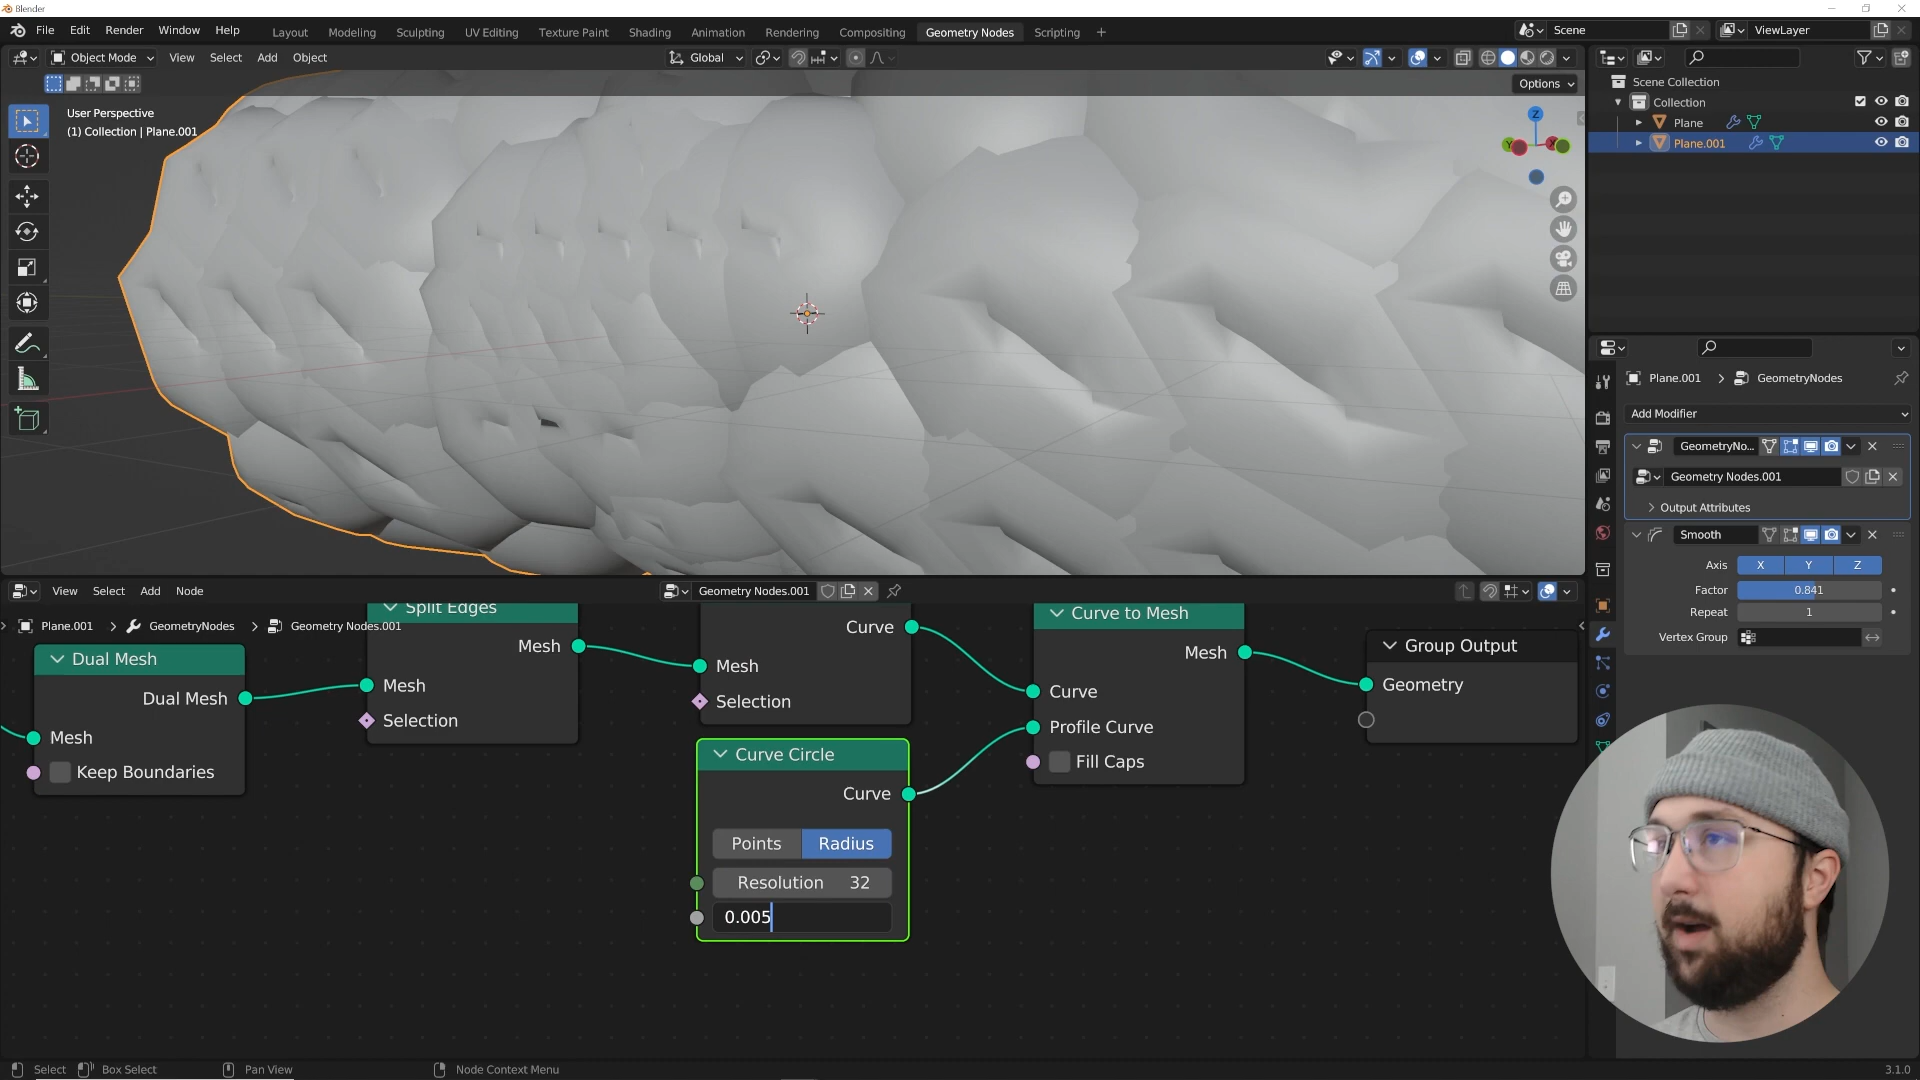 Blender
File Edit Render Window Help
Layout Modeling Sculpting UV Editing Texture Paint Shading Animation Rendering Compositing Geometry Nodes Scripting +
Scene
ViewLayer
Object Mode View Select Add Object
Global
Options
User Perspective
(1) Collection | Plane.001
Z
Y
X
Scene Collection
Collection
Plane
Plane.001
Plane.001 > GeometryNodes
Add Modifier
GeometryNo...
Geometry Nodes.001
Output Attributes
Smooth
Axis X Y Z
Factor 0.841
Repeat 1
Vertex Group
View Select Add Node
Geometry Nodes.001
Plane.001 > GeometryNodes > Geometry Nodes.001
Dual Mesh
Dual Mesh
Mesh
Keep Boundaries
Split Edges
Mesh
Mesh
Selection
Curve
Mesh
Selection
Curve Circle
Curve
Points Radius
Resolution 32
0.005
Curve to Mesh
Mesh
Curve
Profile Curve
Fill Caps
Group Output
Geometry
Select Box Select Pan View Node Context Menu
3.1.0